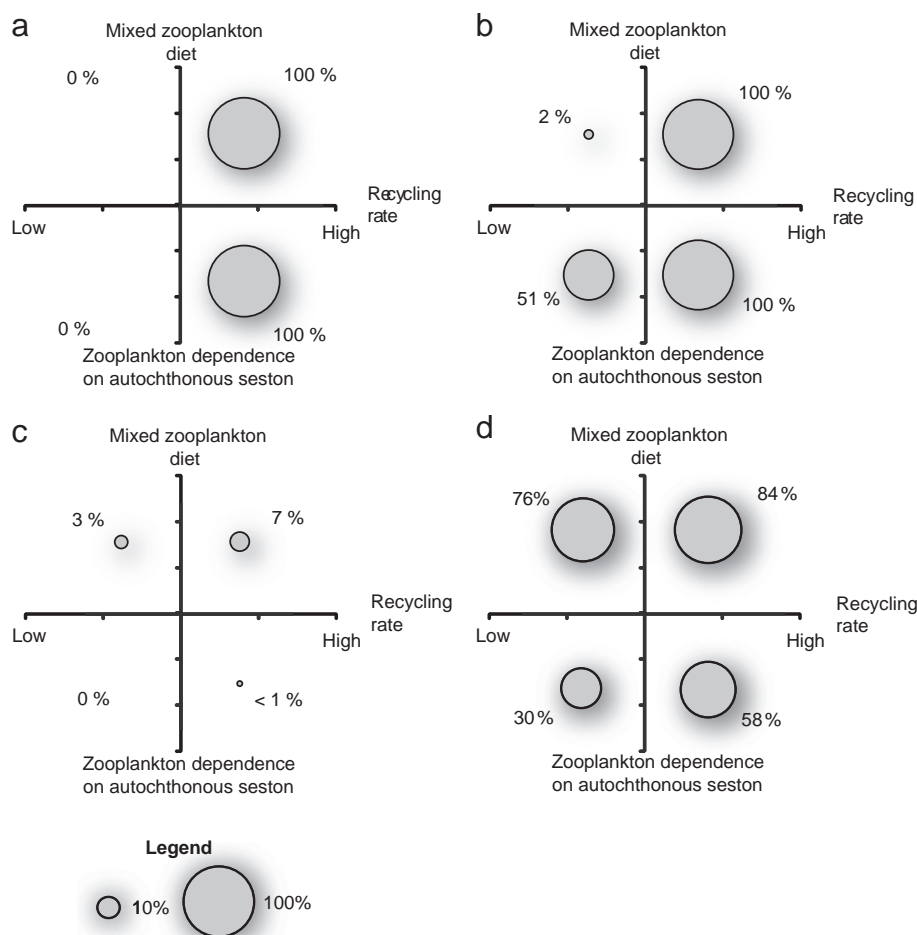 a
Mixed zooplankton
diet
0 %
100 %
Recycling
rate
Low
High
0 %
100 %
Zooplankton dependence
on autochthonous seston
b
Mixed zooplankton
diet
2 %
100 %
Recycling
rate
Low
High
51 %
100 %
Zooplankton dependence
on autochthonous seston
c
Mixed zooplankton
diet
3 %
7 %
Recycling
rate
Low
High
0 %
< 1 %
Zooplankton dependence
on autochthonous seston
d
Mixed zooplankton
diet
76%
84%
Recycling
rate
Low
High
30%
58%
Zooplankton dependence
on autochthonous seston
Legend
10%
100%